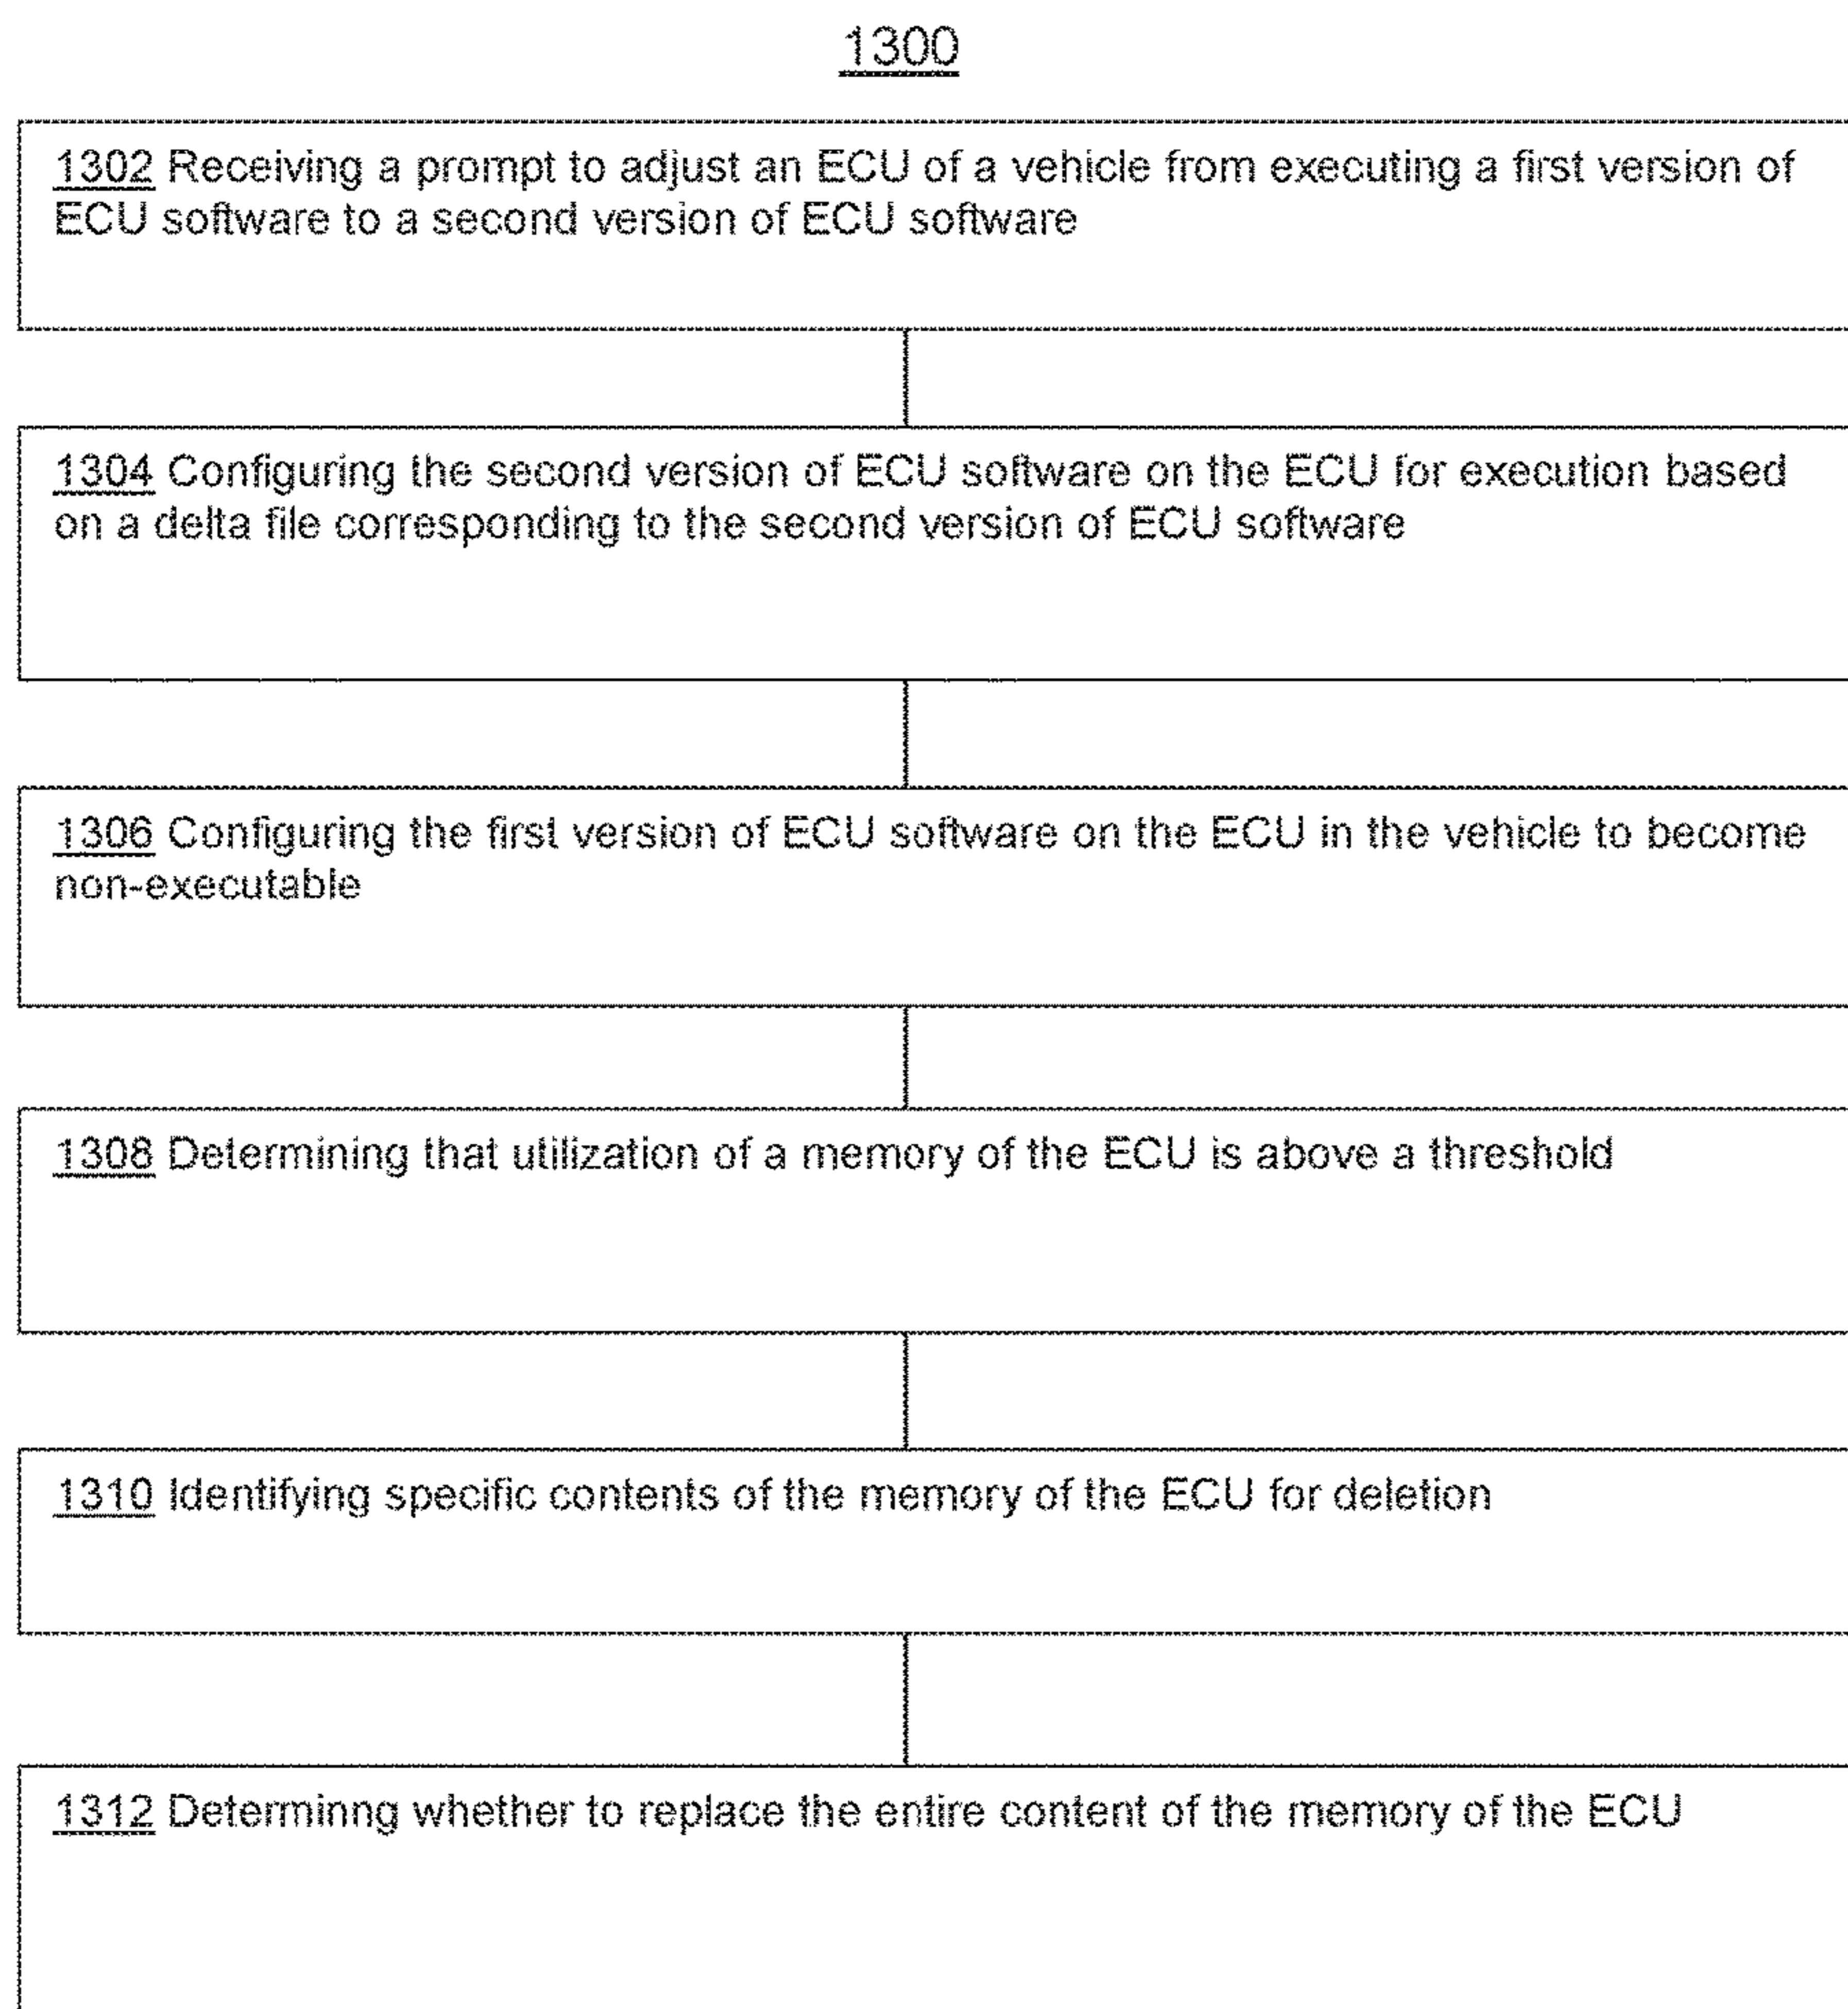 1300
1302 Receiving a prompt to adjust an ECU of a vehicle from executing a first version of
ECU software to a second version of ECU software
1304 Configuring the second version of ECU software on the ECU for execution based
on a delta file corresponding to the second version of ECU software
1306 Configuring the first version of ECU software on the ECU in the vehicle to become
non-executable
1308 Determining that utilization of a memory of the ECU is above a threshold
1310 Identifying specific contents of the memory of the ECU for deletion
1312 Determinng whether to replace the entire content of the memory of the ECU